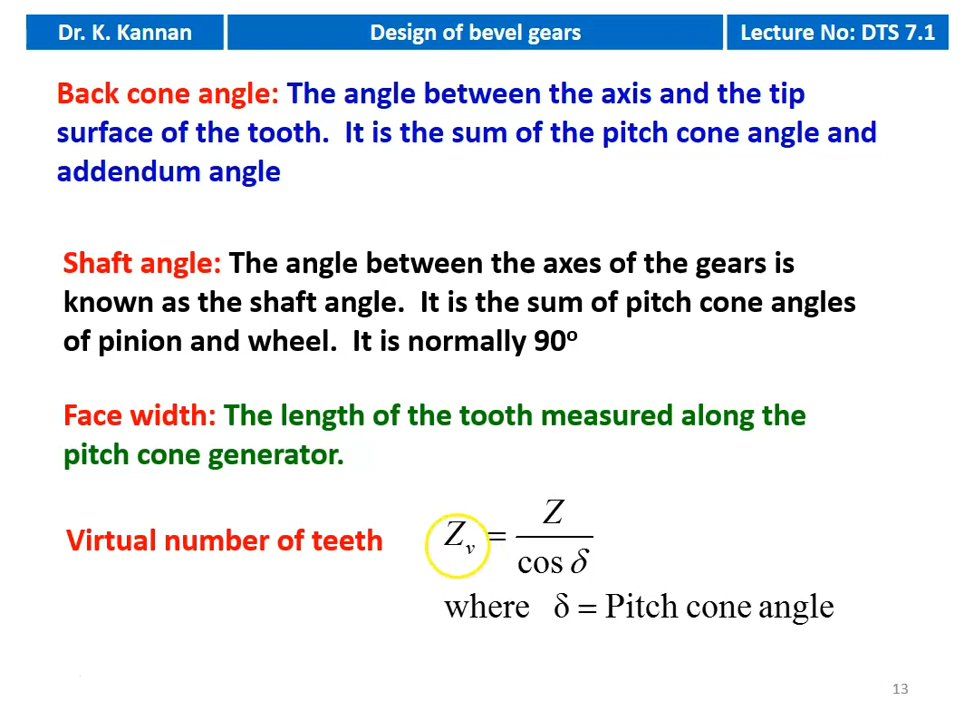 Dr. K. Kannan
Design of bevel gears
Lecture No: DTS 7.1
Back cone angle: The angle between the axis and the tip
surface of the tooth. It is the sum of the pitch cone angle and
addendum angle
Shaft angle: The angle between the axes of the gears is
known as the shaft angle. It is the sum of pitch cone angles
of pinion and wheel. It is normally 90º
Face width: The length of the tooth measured along the
pitch cone generator.
Virtual number of teeth
Zᵥ = Z / cos δ
where δ = Pitch cone angle
13